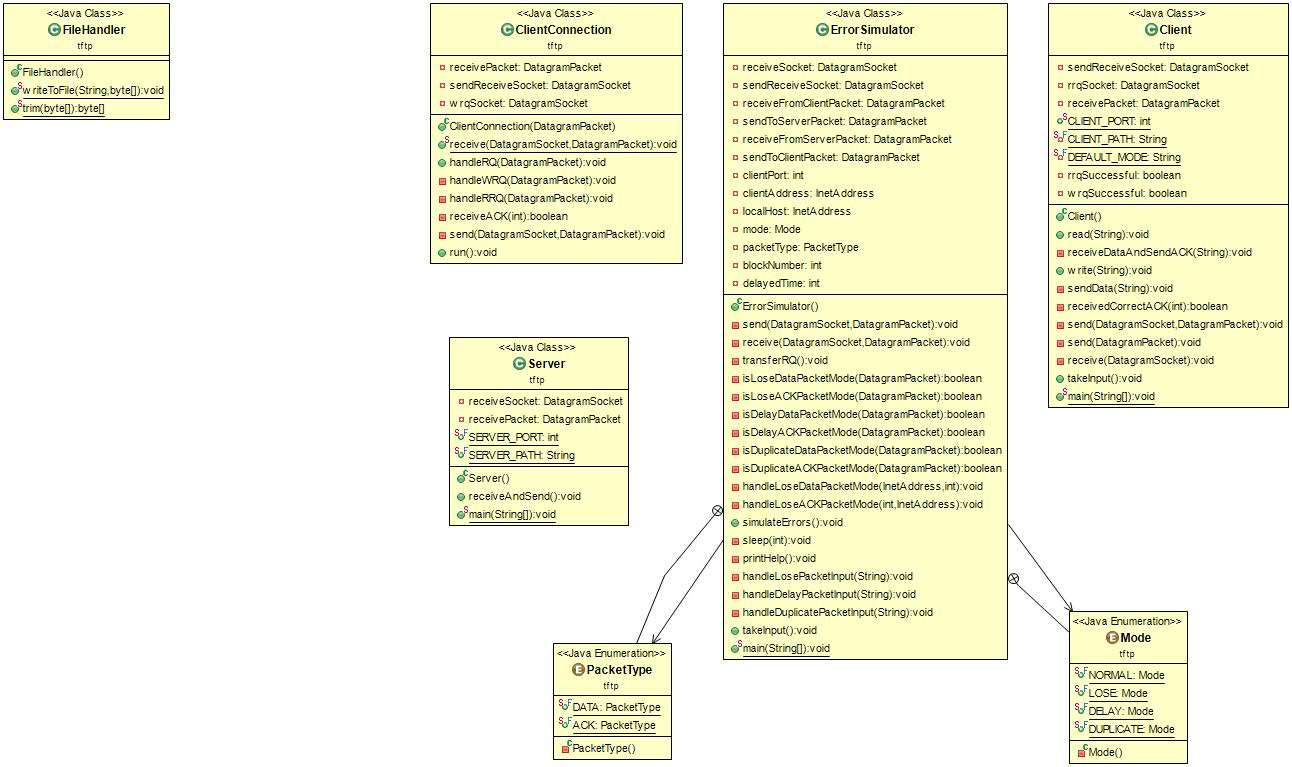 <<Java Class>>
FileHandler
tftp
FileHandler()
writeToFile(String,byte[]):void
trim(byte[]):byte[]
<<Java Class>>
ClientConnection
tftp
receivePacket: DatagramPacket
sendReceiveSocket: DatagramSocket
wrqSocket: DatagramSocket
ClientConnection(DatagramPacket)
receive(DatagramSocket,DatagramPacket):void
handleRQ(DatagramPacket):void
handleWRQ(DatagramPacket):void
handleRRQ(DatagramPacket):void
receiveACK(int):boolean
send(DatagramSocket,DatagramPacket):void
run():void
<<Java Class>>
ErrorSimulator
tftp
receiveSocket: DatagramSocket
sendReceiveSocket: DatagramSocket
receiveFromClientPacket: DatagramPacket
sendToServerPacket: DatagramPacket
receiveFromServerPacket: DatagramPacket
sendToClientPacket: DatagramPacket
clientPort: int
clientAddress: InetAddress
localHost: InetAddress
mode: Mode
packetType: PacketType
blockNumber: int
delayedTime: int
ErrorSimulator()
send(DatagramSocket,DatagramPacket):void
receive(DatagramSocket,DatagramPacket):void
transferRQ():void
isLoseDataPacketMode(DatagramPacket):boolean
isLoseACKPacketMode(DatagramPacket):boolean
isDelayDataPacketMode(DatagramPacket):boolean
isDelayACKPacketMode(DatagramPacket):boolean
isDuplicateDataPacketMode(DatagramPacket):boolean
isDuplicateACKPacketMode(DatagramPacket):boolean
handleLoseDataPacketMode(InetAddress,int):void
handleLoseACKPacketMode(int,InetAddress):void
simulateErrors():void
sleep(int):void
printHelp():void
handleLosePacketInput(String):void
handleDelayPacketInput(String):void
handleDuplicatePacketInput(String):void
takeInput():void
main(String[]):void
<<Java Class>>
Client
tftp
sendReceiveSocket: DatagramSocket
rrqSocket: DatagramSocket
receivePacket: DatagramPacket
CLIENT_PORT: int
CLIENT_PATH: String
DEFAULT_MODE: String
rrqSuccessful: boolean
wrqSuccessful: boolean
Client()
read(String):void
receiveDataAndSendACK(String):void
write(String):void
sendData(String):void
receivedCorrectACK(int):boolean
send(DatagramSocket,DatagramPacket):void
send(DatagramPacket):void
receive(DatagramSocket):void
takeInput():void
main(String[]):void
<<Java Class>>
Server
tftp
receiveSocket: DatagramSocket
receivePacket: DatagramPacket
SERVER_PORT: int
SERVER_PATH: String
Server()
receiveAndSend():void
main(String[]):void
<<Java Enumeration>>
PacketType
tftp
DATA: PacketType
ACK: PacketType
PacketType()
<<Java Enumeration>>
Mode
tftp
NORMAL: Mode
LOSE: Mode
DELAY: Mode
DUPLICATE: Mode
Mode()